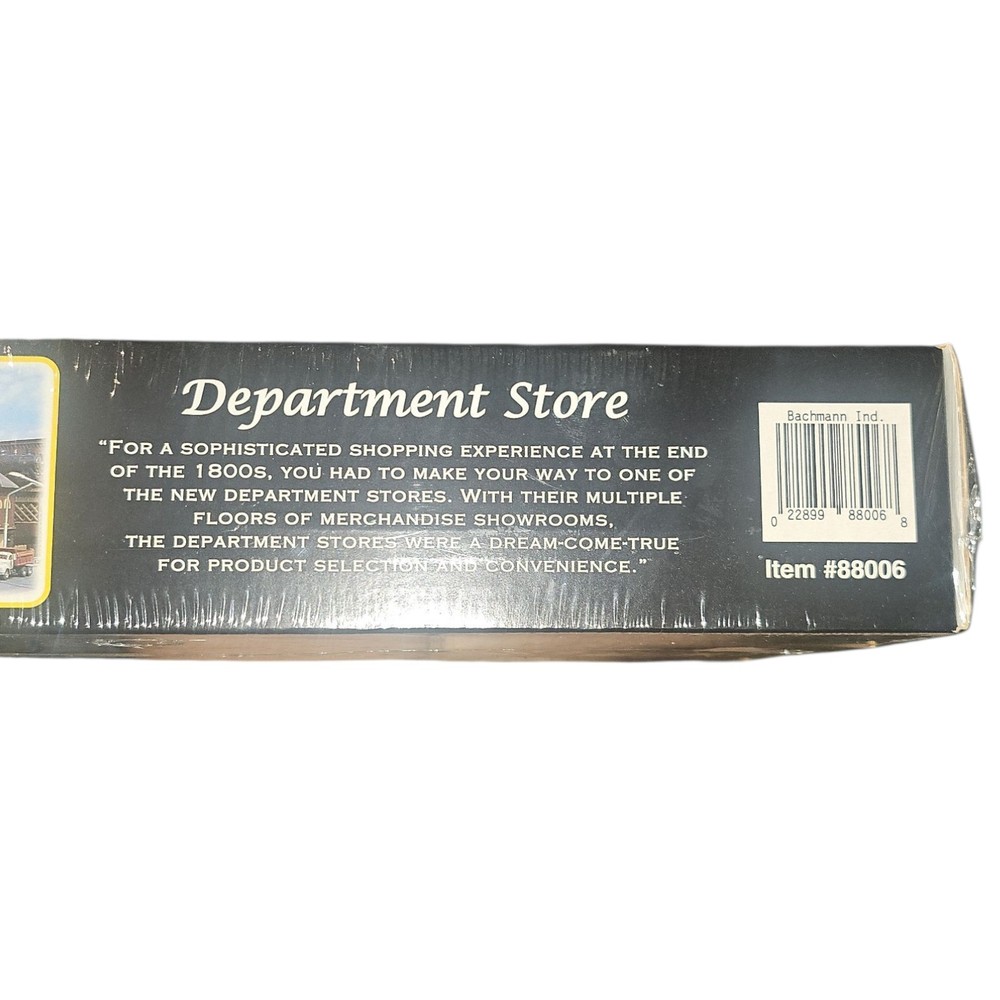 Department Store
“FOR A SOPHISTICATED SHOPPING EXPERIENCE AT THE END
OF THE 1800S, YOU HAD TO MAKE YOUR WAY TO ONE OF
THE NEW DEPARTMENT STORES. WITH THEIR MULTIPLE
FLOORS OF MERCHANDISE SHOWROOMS,
THE DEPARTMENT STORES WERE A DREAM-COME-TRUE
FOR PRODUCT SELECTION AND CONVENIENCE.”
Bachmann Ind.
0 22899 88006 8
Item #88006